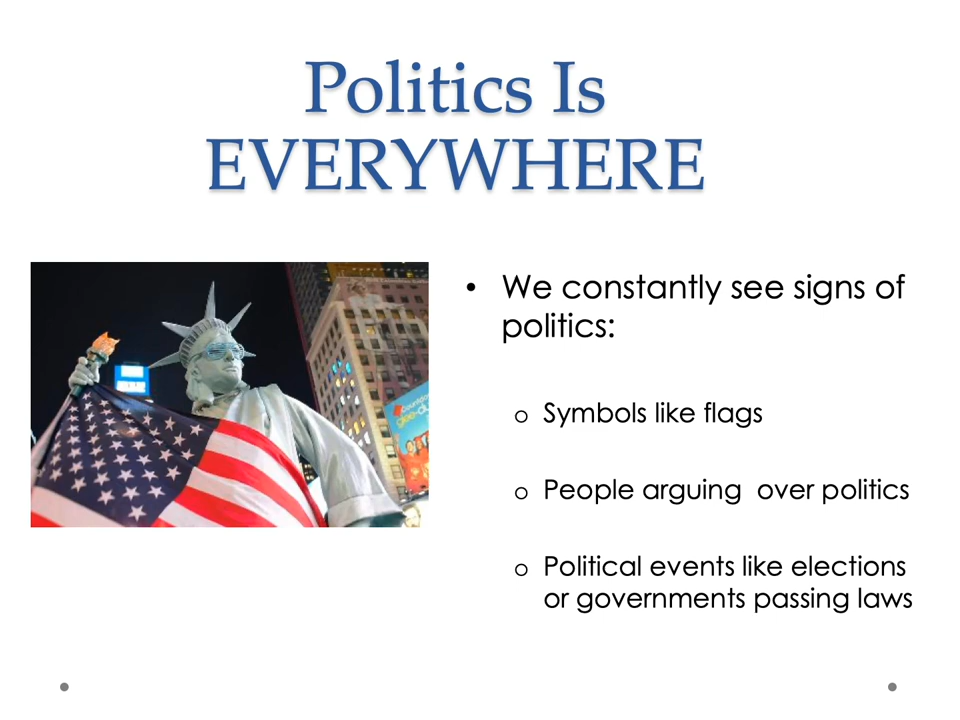 Politics Is
EVERYWHERE
• We constantly see signs of
politics:
o Symbols like flags
o People arguing  over politics
o Political events like elections
or governments passing laws